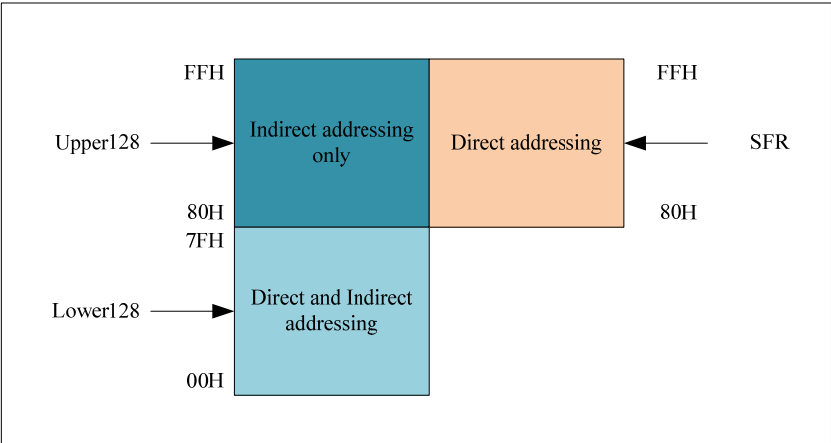 FFH
FFH
Upper128
Indirect addressing
only
Direct addressing
SFR
80H
80H
7FH
Lower128
Direct and Indirect
addressing
00H